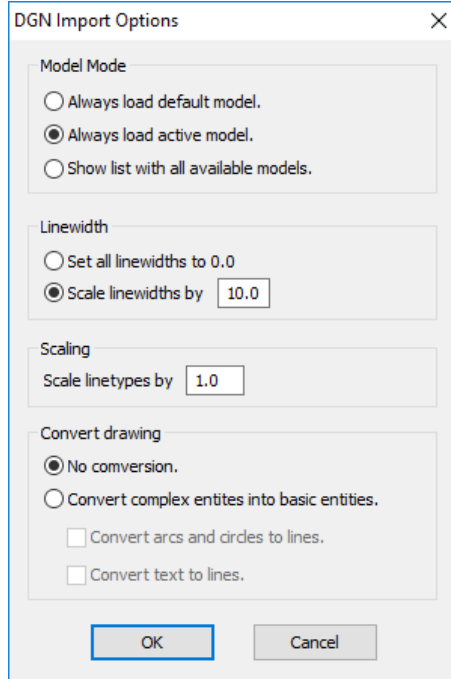 DGN Import Options
Model Mode
Always load default model.
Always load active model.
Show list with all available models.
Linewidth
Set all linewidths to 0.0
Scale linewidths by 10.0
Scaling
Scale linetypes by 1.0
Convert drawing
No comversion.
Convert complex entites into basic entities.
Convert arcs and circles to lines.
Convert text to lines.
OK Cancel